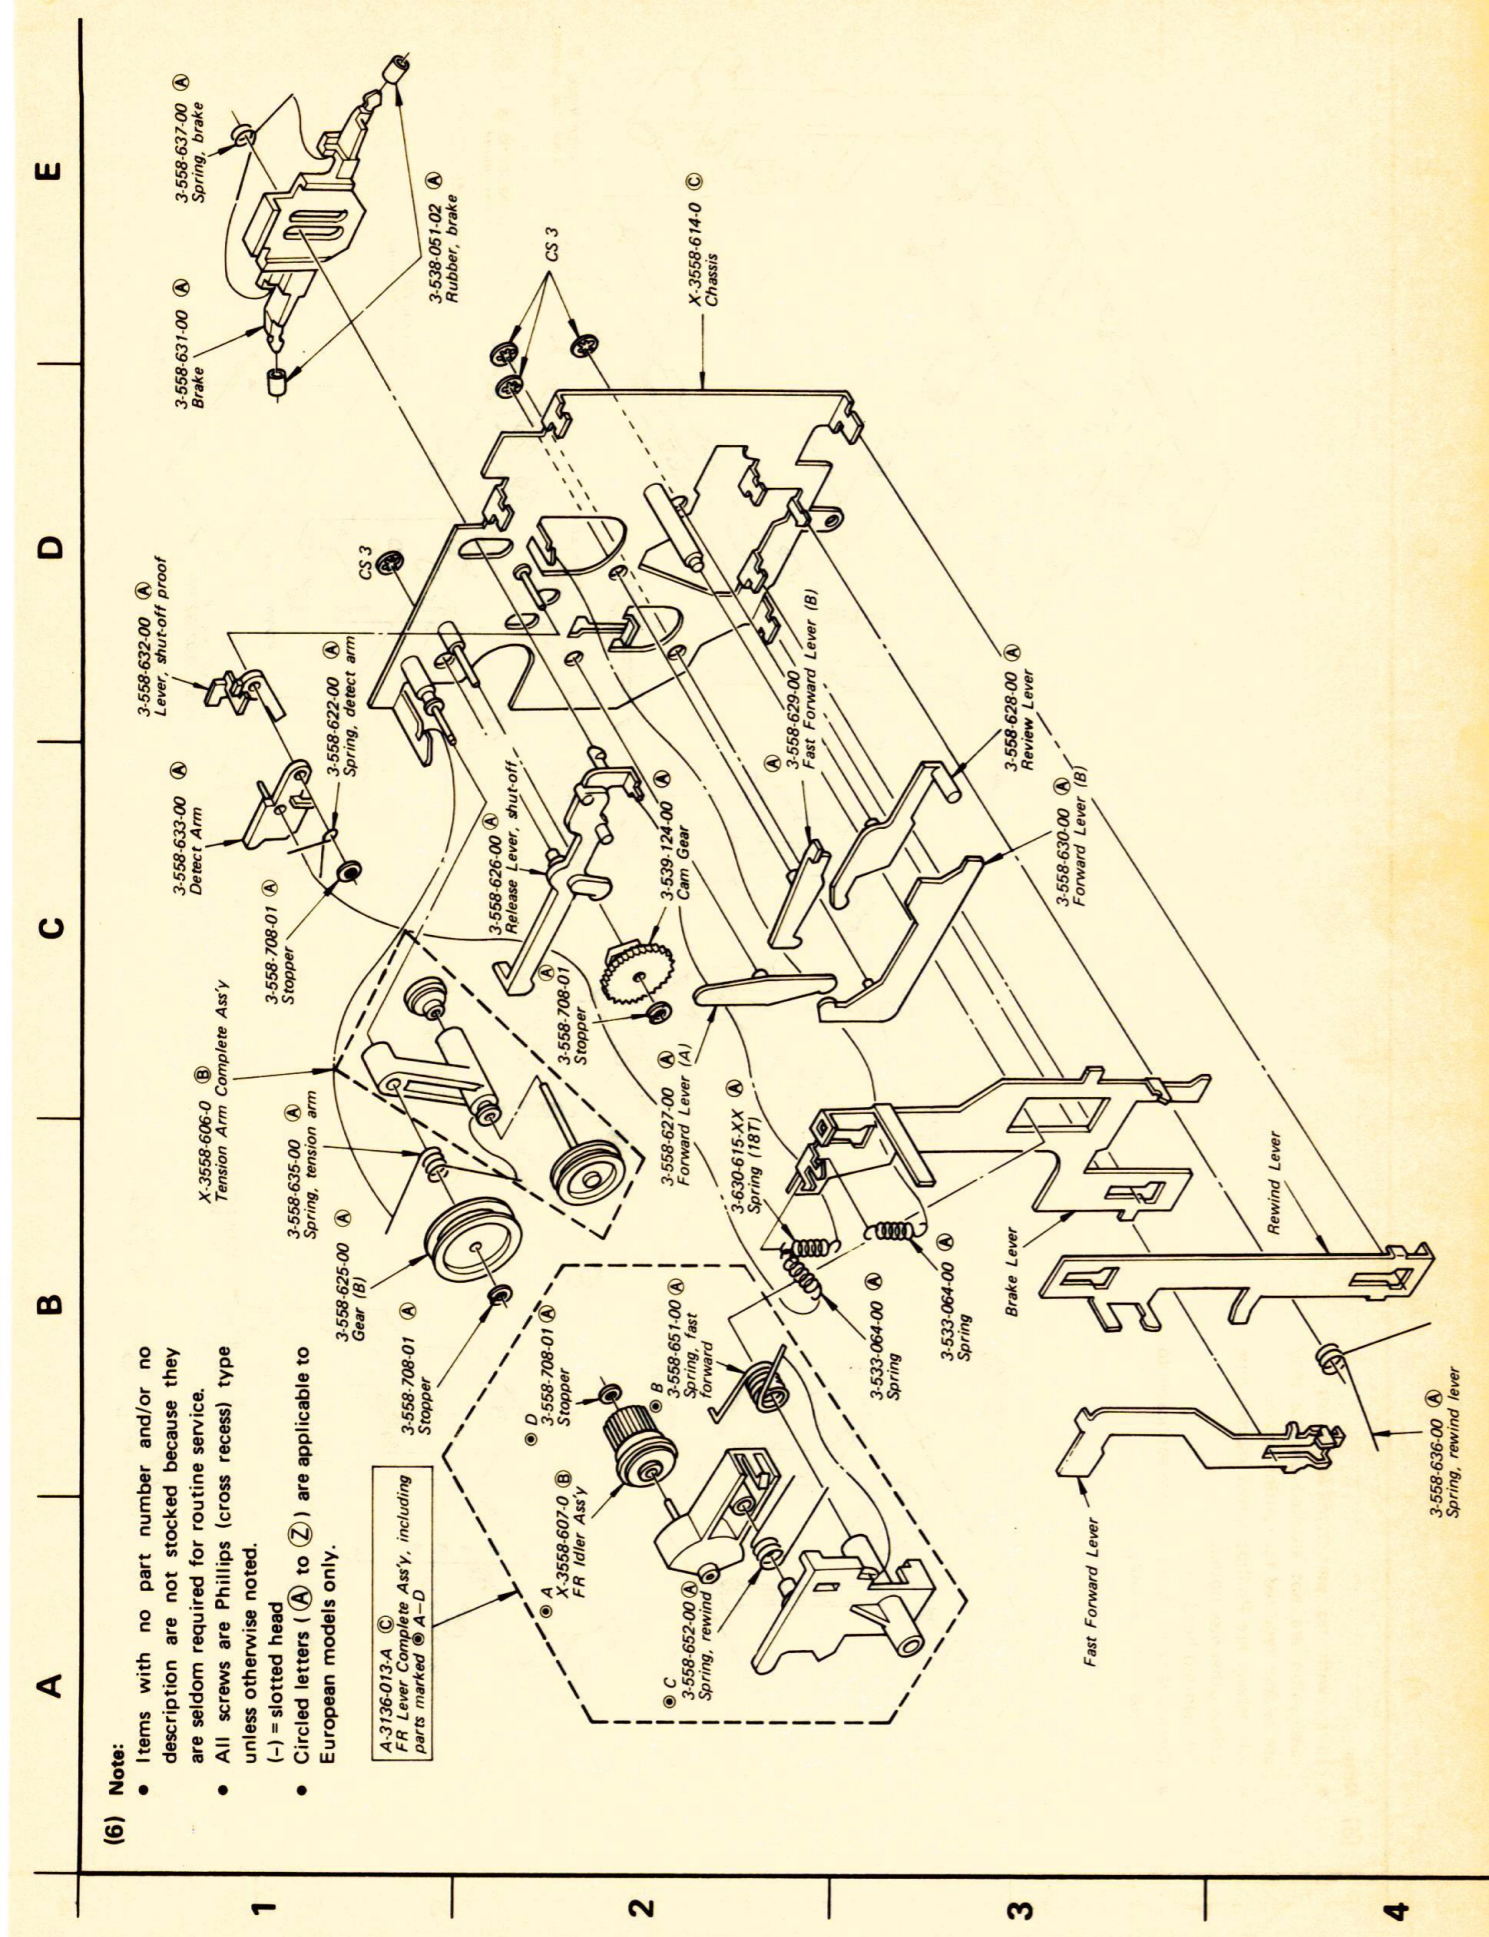 (6) Note:
● Items with no part number and/or no
description are not stocked because they
are seldom required for routine service.
● All screws are Phillips (cross recess) type
unless otherwise noted.
(-) = slotted head
● Circled letters ( Ⓐ to Ⓩ ) are applicable to
European models only.
A
B
C
D
E
1
2
3
4
A-3136-013-A Ⓒ
FR Lever Complete Ass'y, including
parts marked ◉ A–D
◉ A
X-3558-607-0 Ⓑ
FR Idler Ass'y
◉ D
3-558-708-01 Ⓐ
Stopper
◉ B
3-558-651-00 Ⓐ
Spring, fast
forward
◉ C
3-558-652-00 Ⓐ
Spring, rewind
3-558-708-01 Ⓐ
Stopper
3-558-625-00 Ⓐ
Gear (B)
3-558-635-00 Ⓐ
Spring, tension arm
X-3558-606-0 Ⓑ
Tension Arm Complete Ass'y
3-558-708-01 Ⓐ
Stopper
3-558-633-00 Ⓐ
Detect Arm
3-558-622-00 Ⓐ
Spring, detect arm
3-558-632-00 Ⓐ
Lever, shut-off proof
CS 3
3-558-631-00 Ⓐ
Brake
3-558-637-00 Ⓐ
Spring, brake
3-538-051-02 Ⓐ
Rubber, brake
CS 3
X-3558-614-0 Ⓒ
Chassis
3-558-626-00 Ⓐ
Release Lever, shut-off
3-558-708-01 Ⓐ
Stopper
3-539-124-00 Ⓐ
Cam Gear
3-558-627-00 Ⓐ
Forward Lever (A)
3-630-615-XX Ⓐ
Spring (18T)
Ⓐ
3-558-629-00
Fast Forward Lever (B)
3-558-628-00 Ⓐ
Review Lever
3-558-630-00 Ⓐ
Forward Lever (B)
3-533-064-00 Ⓐ
Spring
3-533-064-00 Ⓐ
Spring
Brake Lever
Rewind Lever
Fast Forward Lever
3-558-636-00 Ⓐ
Spring, rewind lever